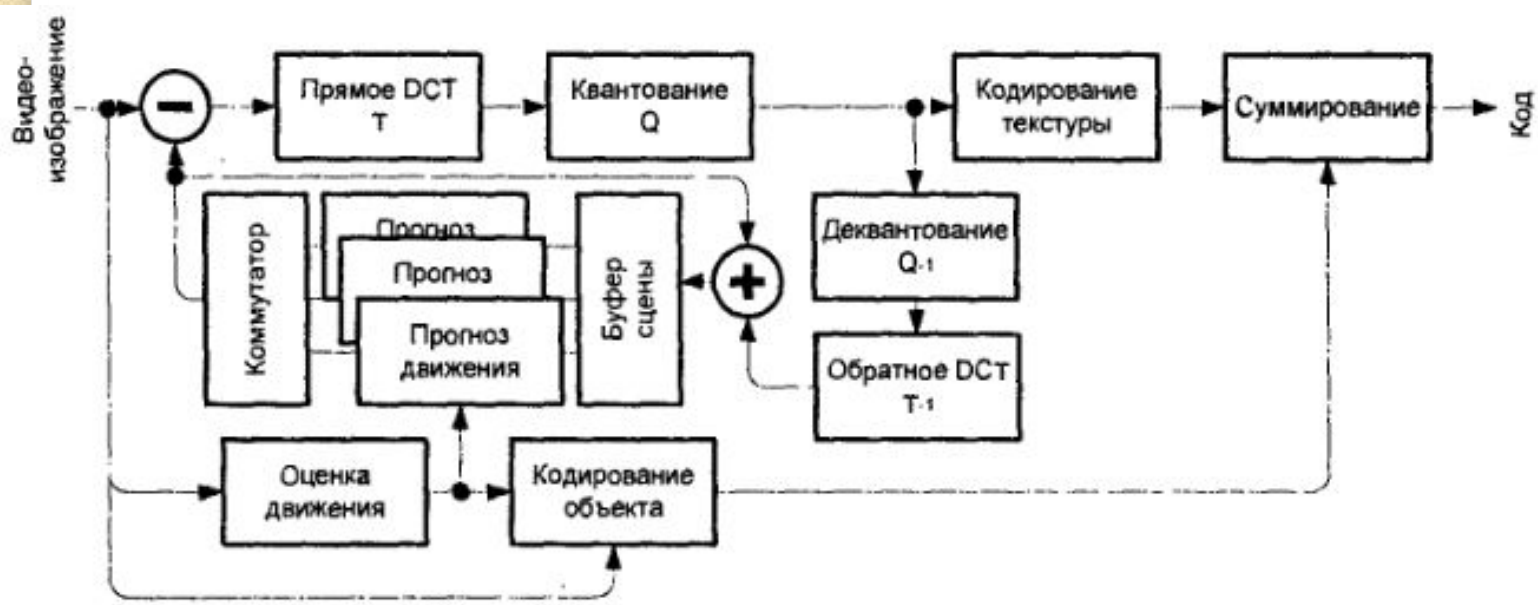 Видео-
изображение
Прямое DCT
T
Квантование
Q
Кодирование
текстуры
Суммирование
Код
Коммутатор
Прогноз
Прогноз
Прогноз
движения
Буфер
сцены
Деквантование
Q-1
Обратное DCT
T-1
Оценка
движения
Кодирование
объекта